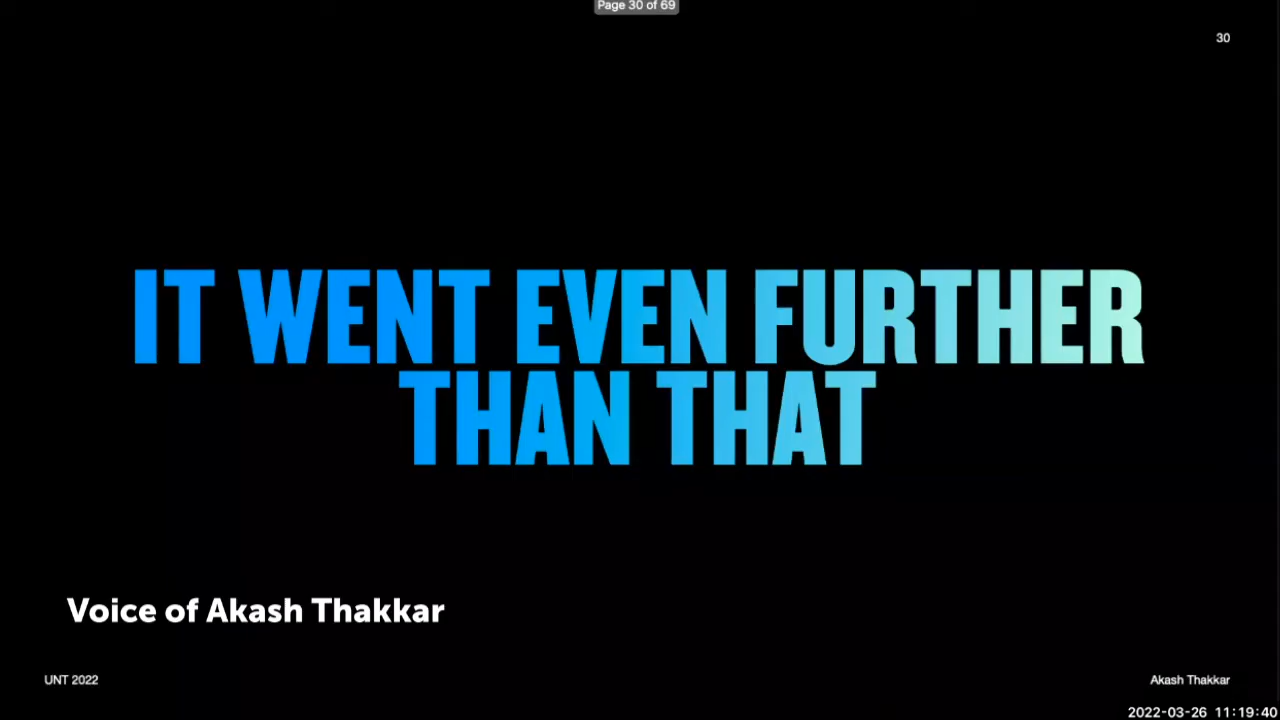 Page 30 of 69
30
IT WENT EVEN FURTHER
THAN THAT
Voice of Akash Thakkar
UNT 2022
Akash Thakkar
2022-03-26 11:19:40